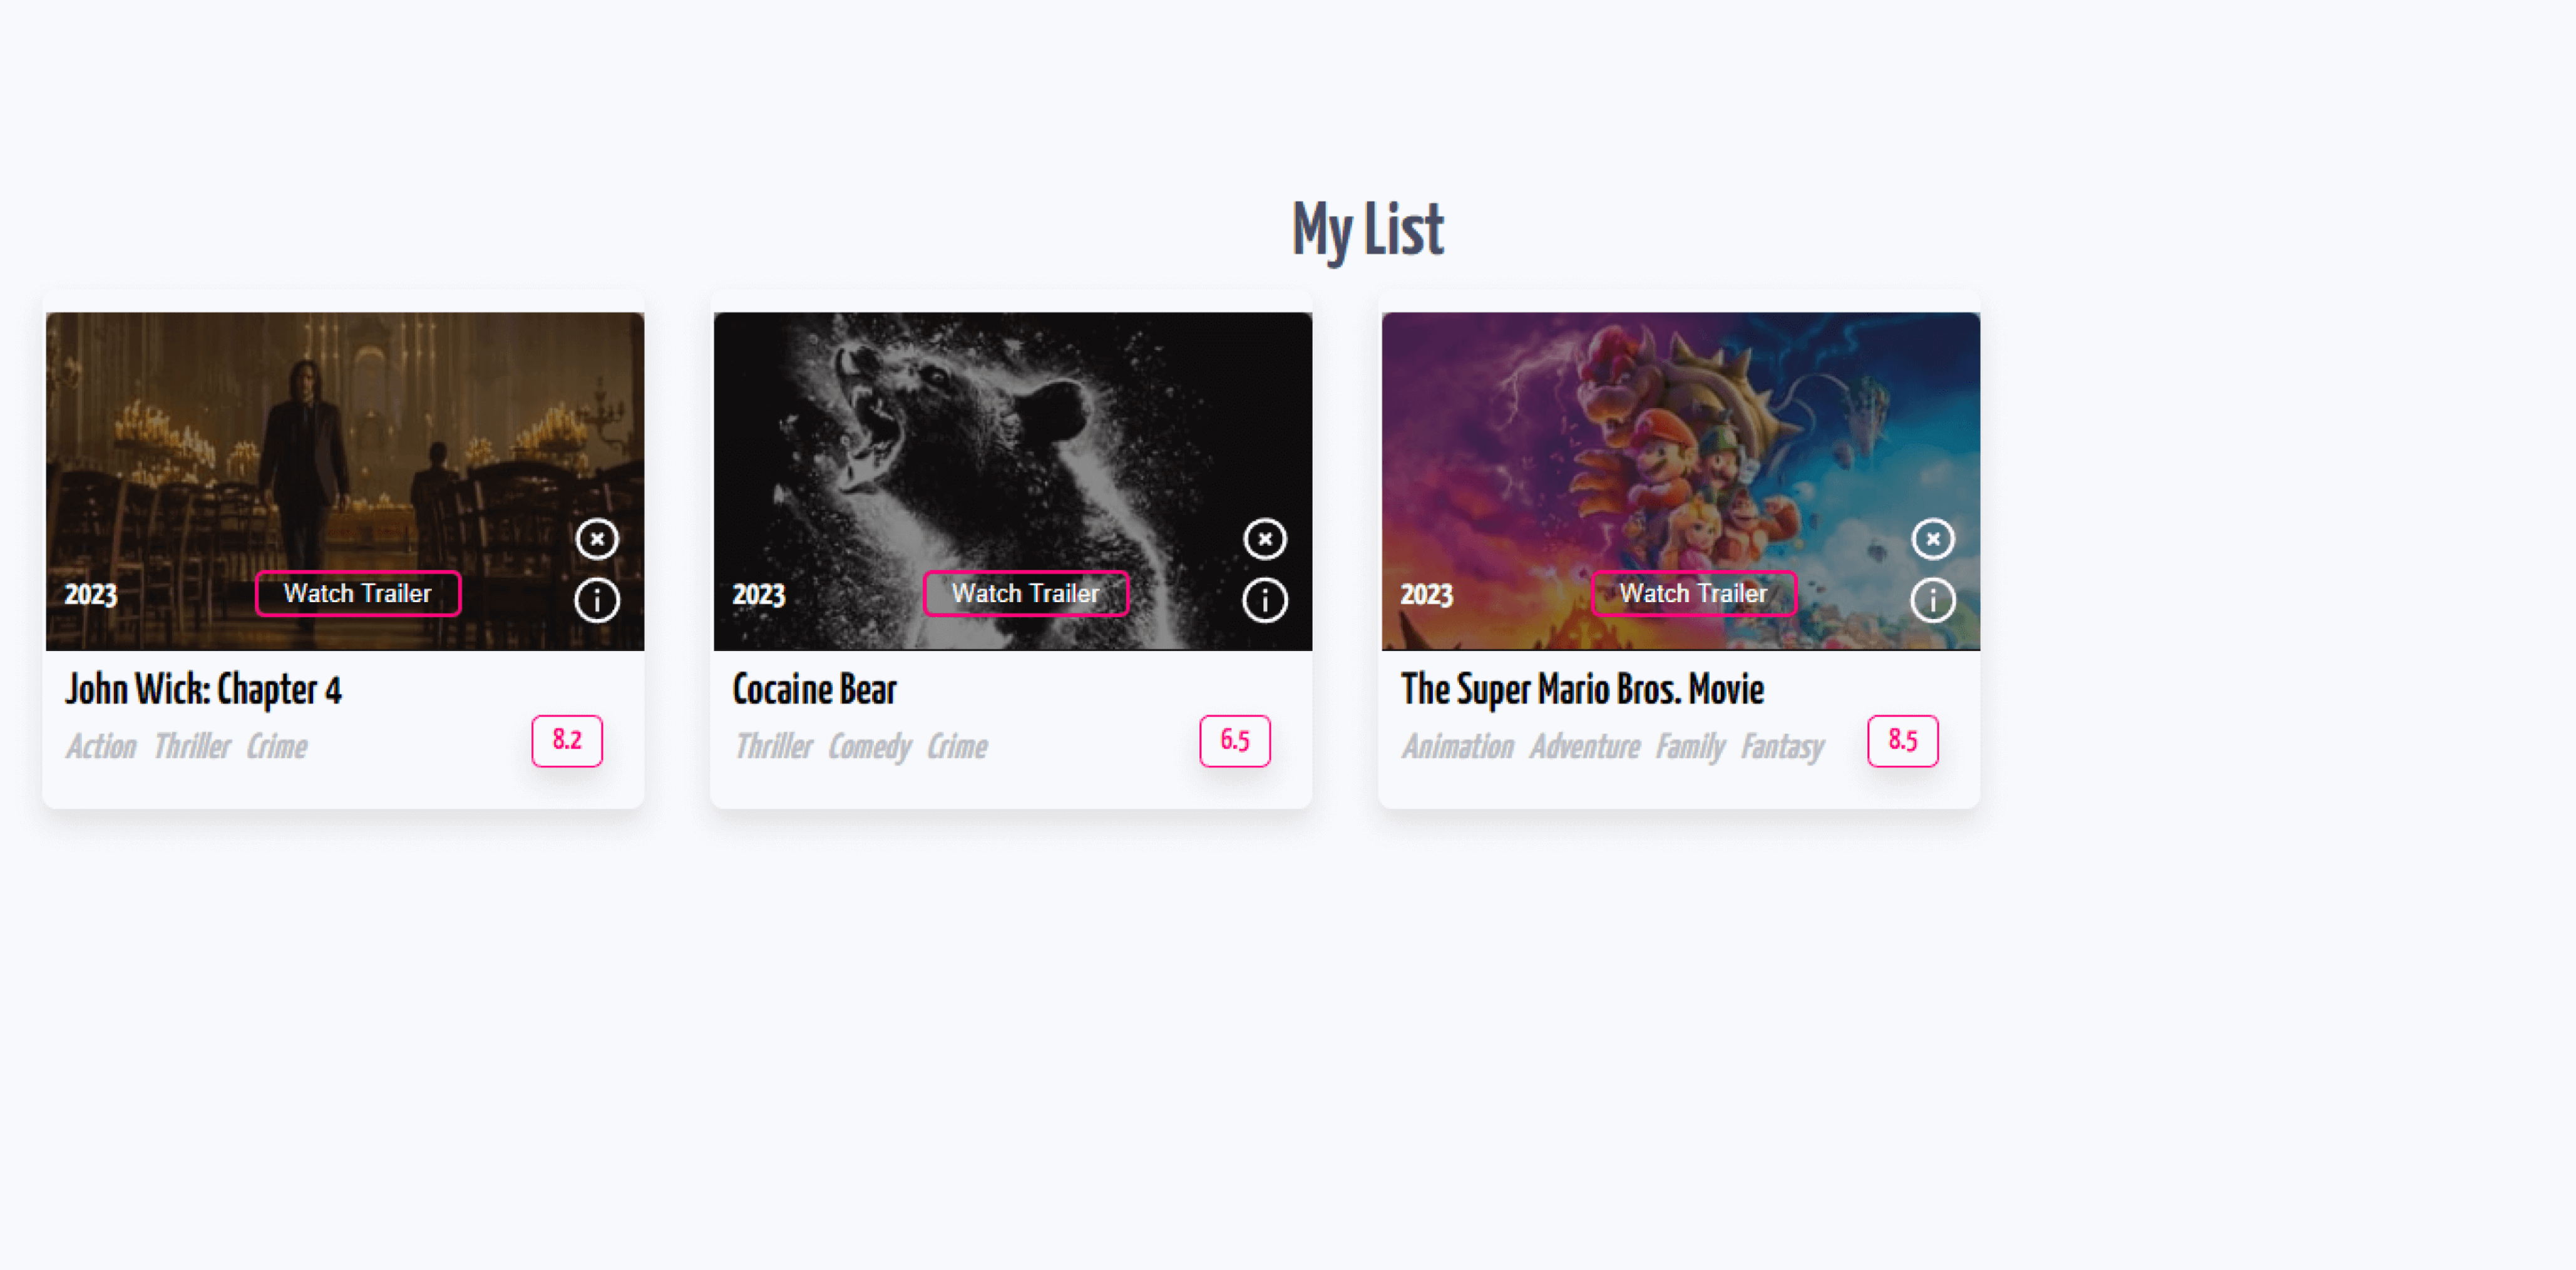 My List
2023
Watch Trailer
John Wick: Chapter 4
Action Thriller Crime
8.2
2023
Watch Trailer
Cocaine Bear
Thriller Comedy Crime
6.5
2023
Watch Trailer
The Super Mario Bros. Movie
Animation Adventure Family Fantasy
8.5